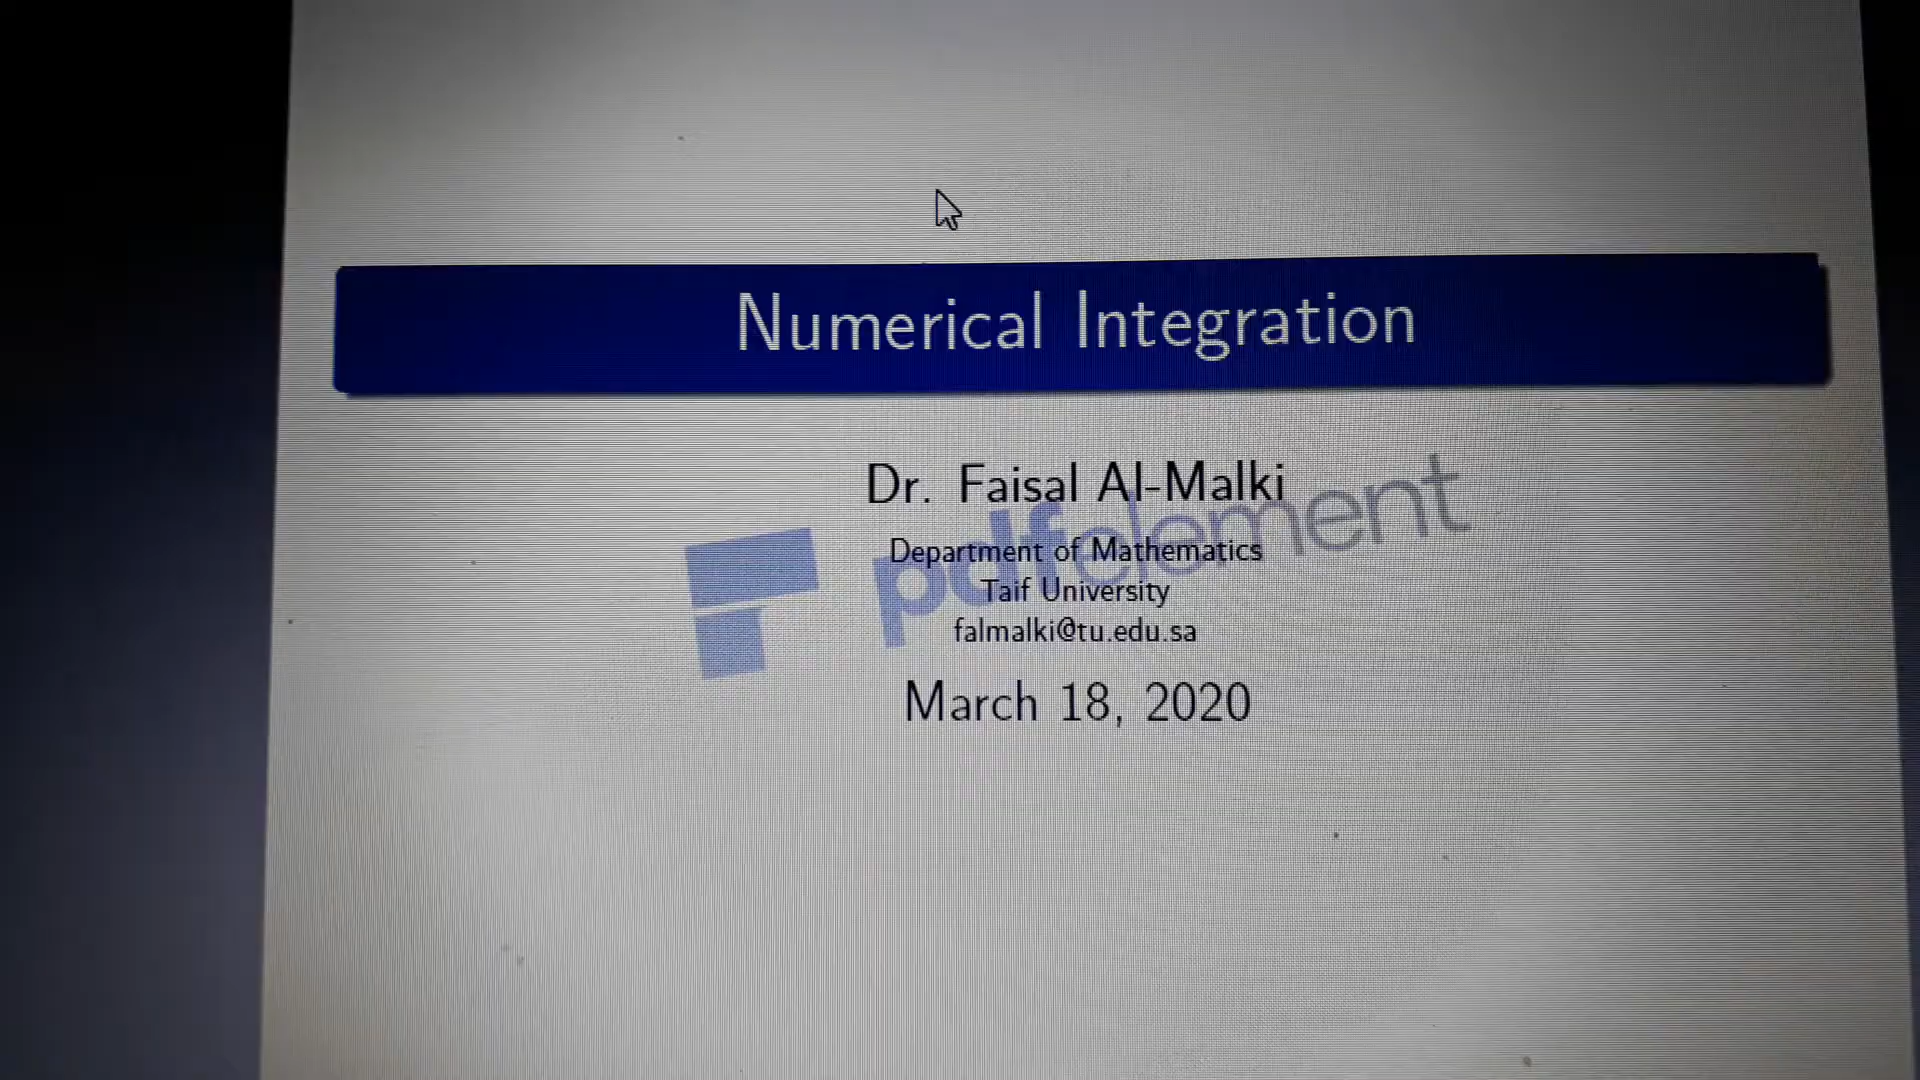 Numerical Integration
Dr. Faisal Al-Malki
pdfelement
Department of Mathematics
Taif University
falmalki@tu.edu.sa
March 18, 2020